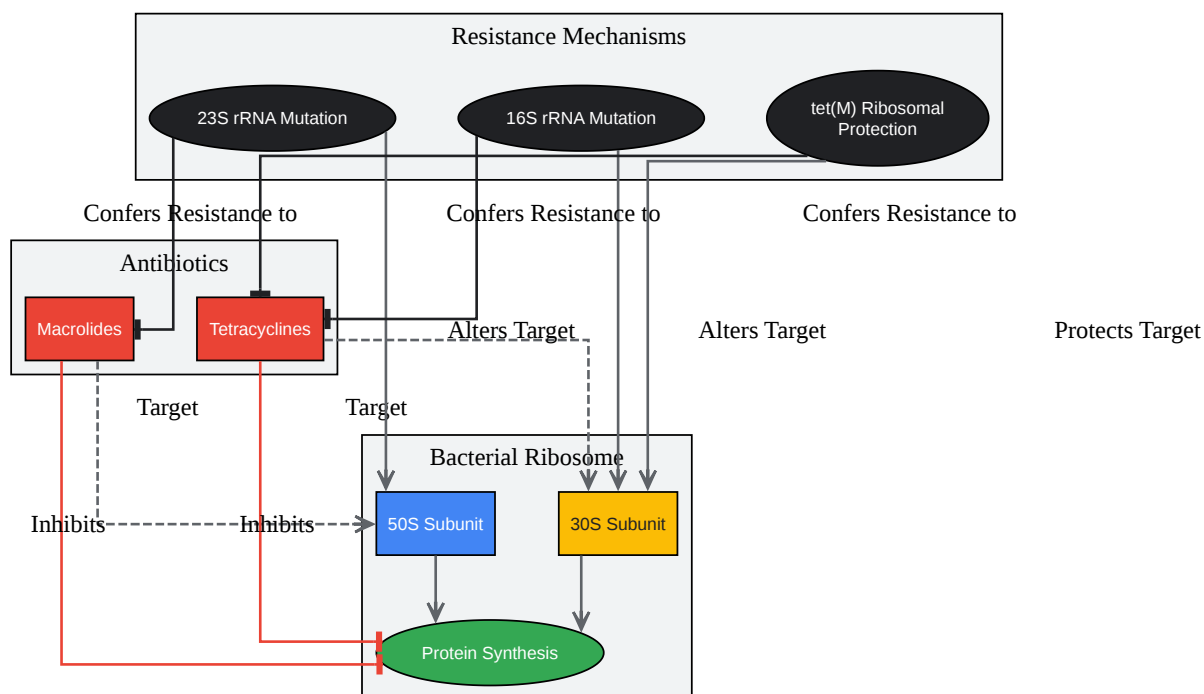 Resistance Mechanisms
23S rRNA Mutation
16S rRNA Mutation
tet(M) Ribosomal
Protection
Confers Resistance to
Confers Resistance to
Confers Resistance to
Antibiotics
Macrolides
Tetracyclines
Alters Target
Alters Target
Protects Target
Target
Target
Bacterial Ribosome
Inhibits
Inhibits
50S Subunit
30S Subunit
Protein Synthesis